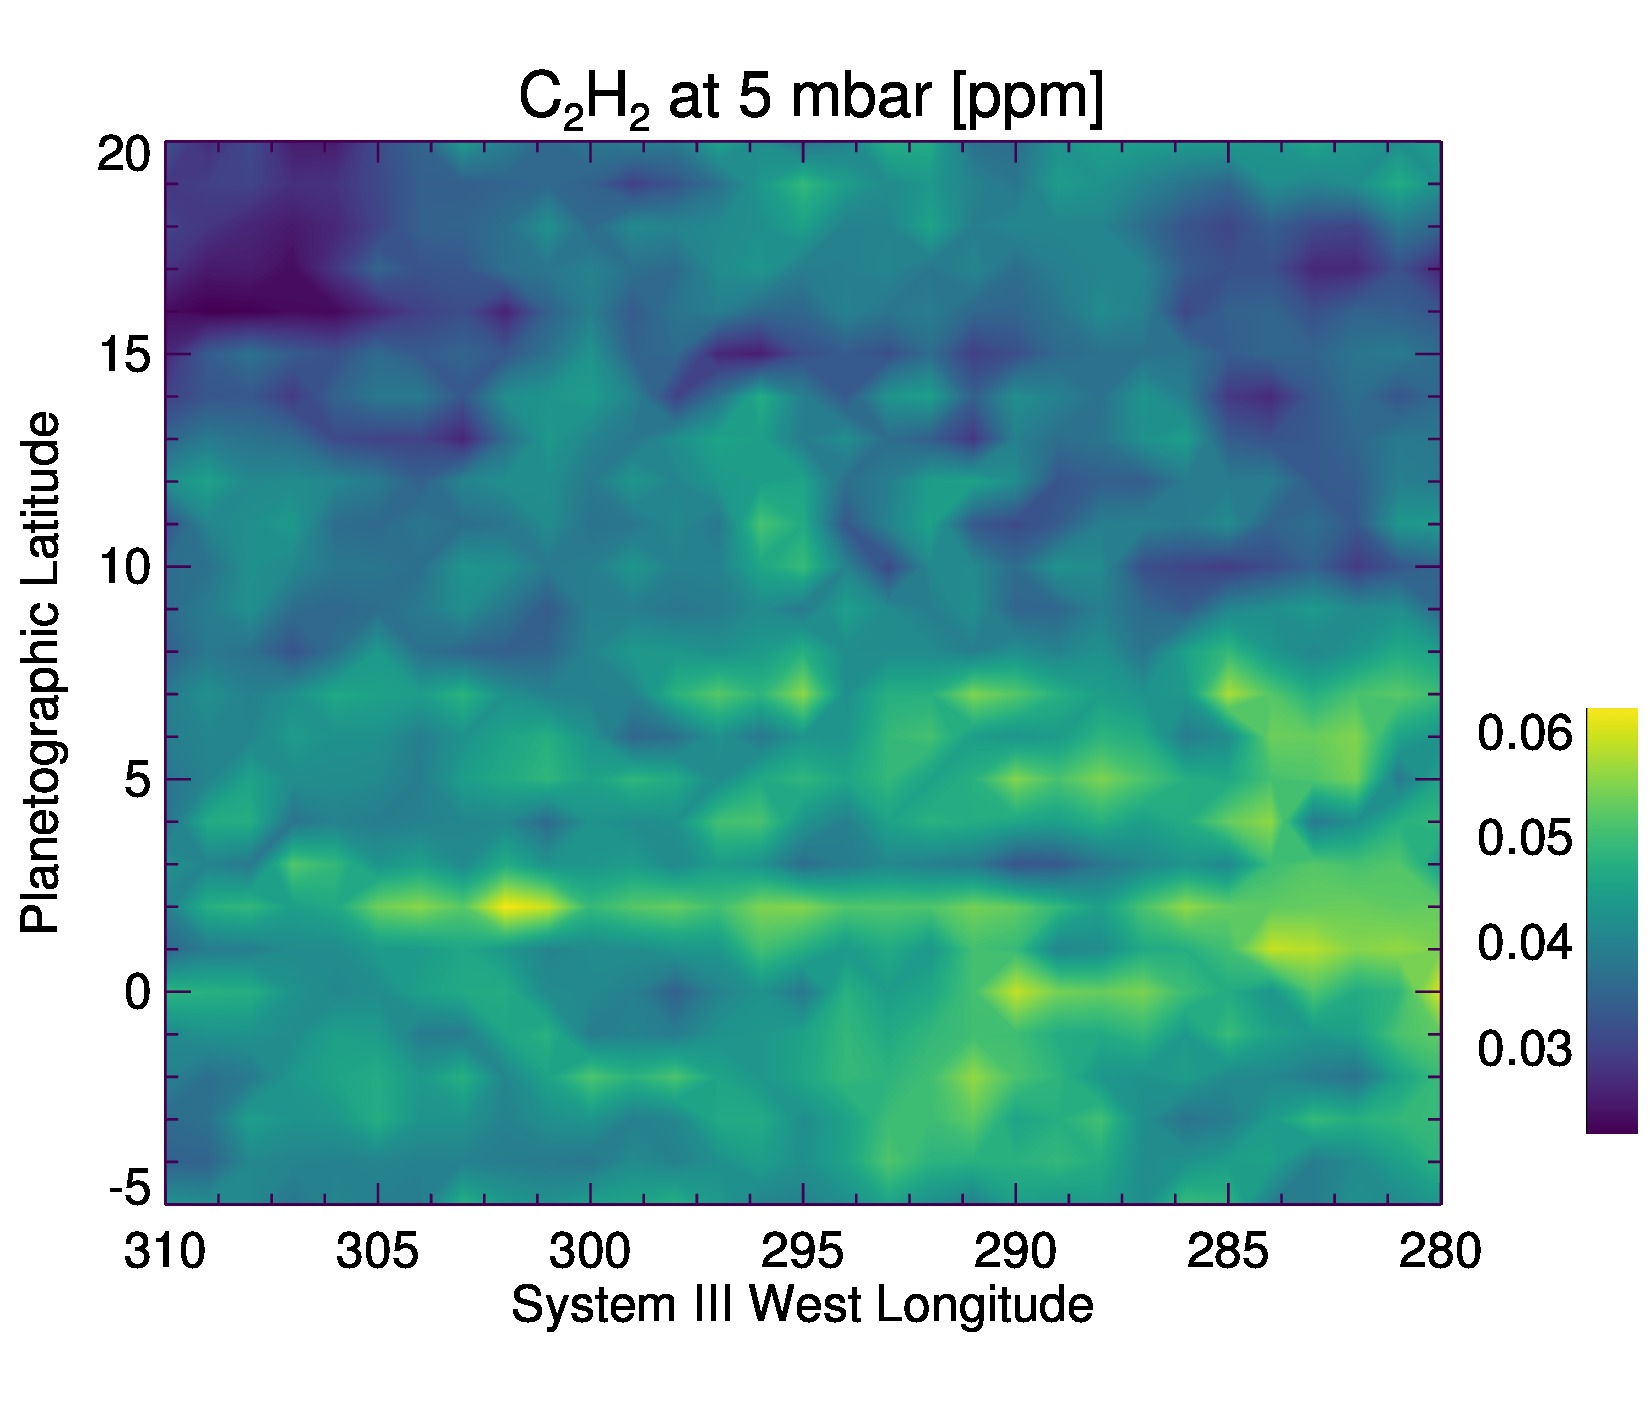 C₂H₂ at 5 mbar [ppm]
20
15
10
5
0
-5
Planetographic Latitude
310 305 300 295 290 285 280
System III West Longitude
0.06
0.05
0.04
0.03